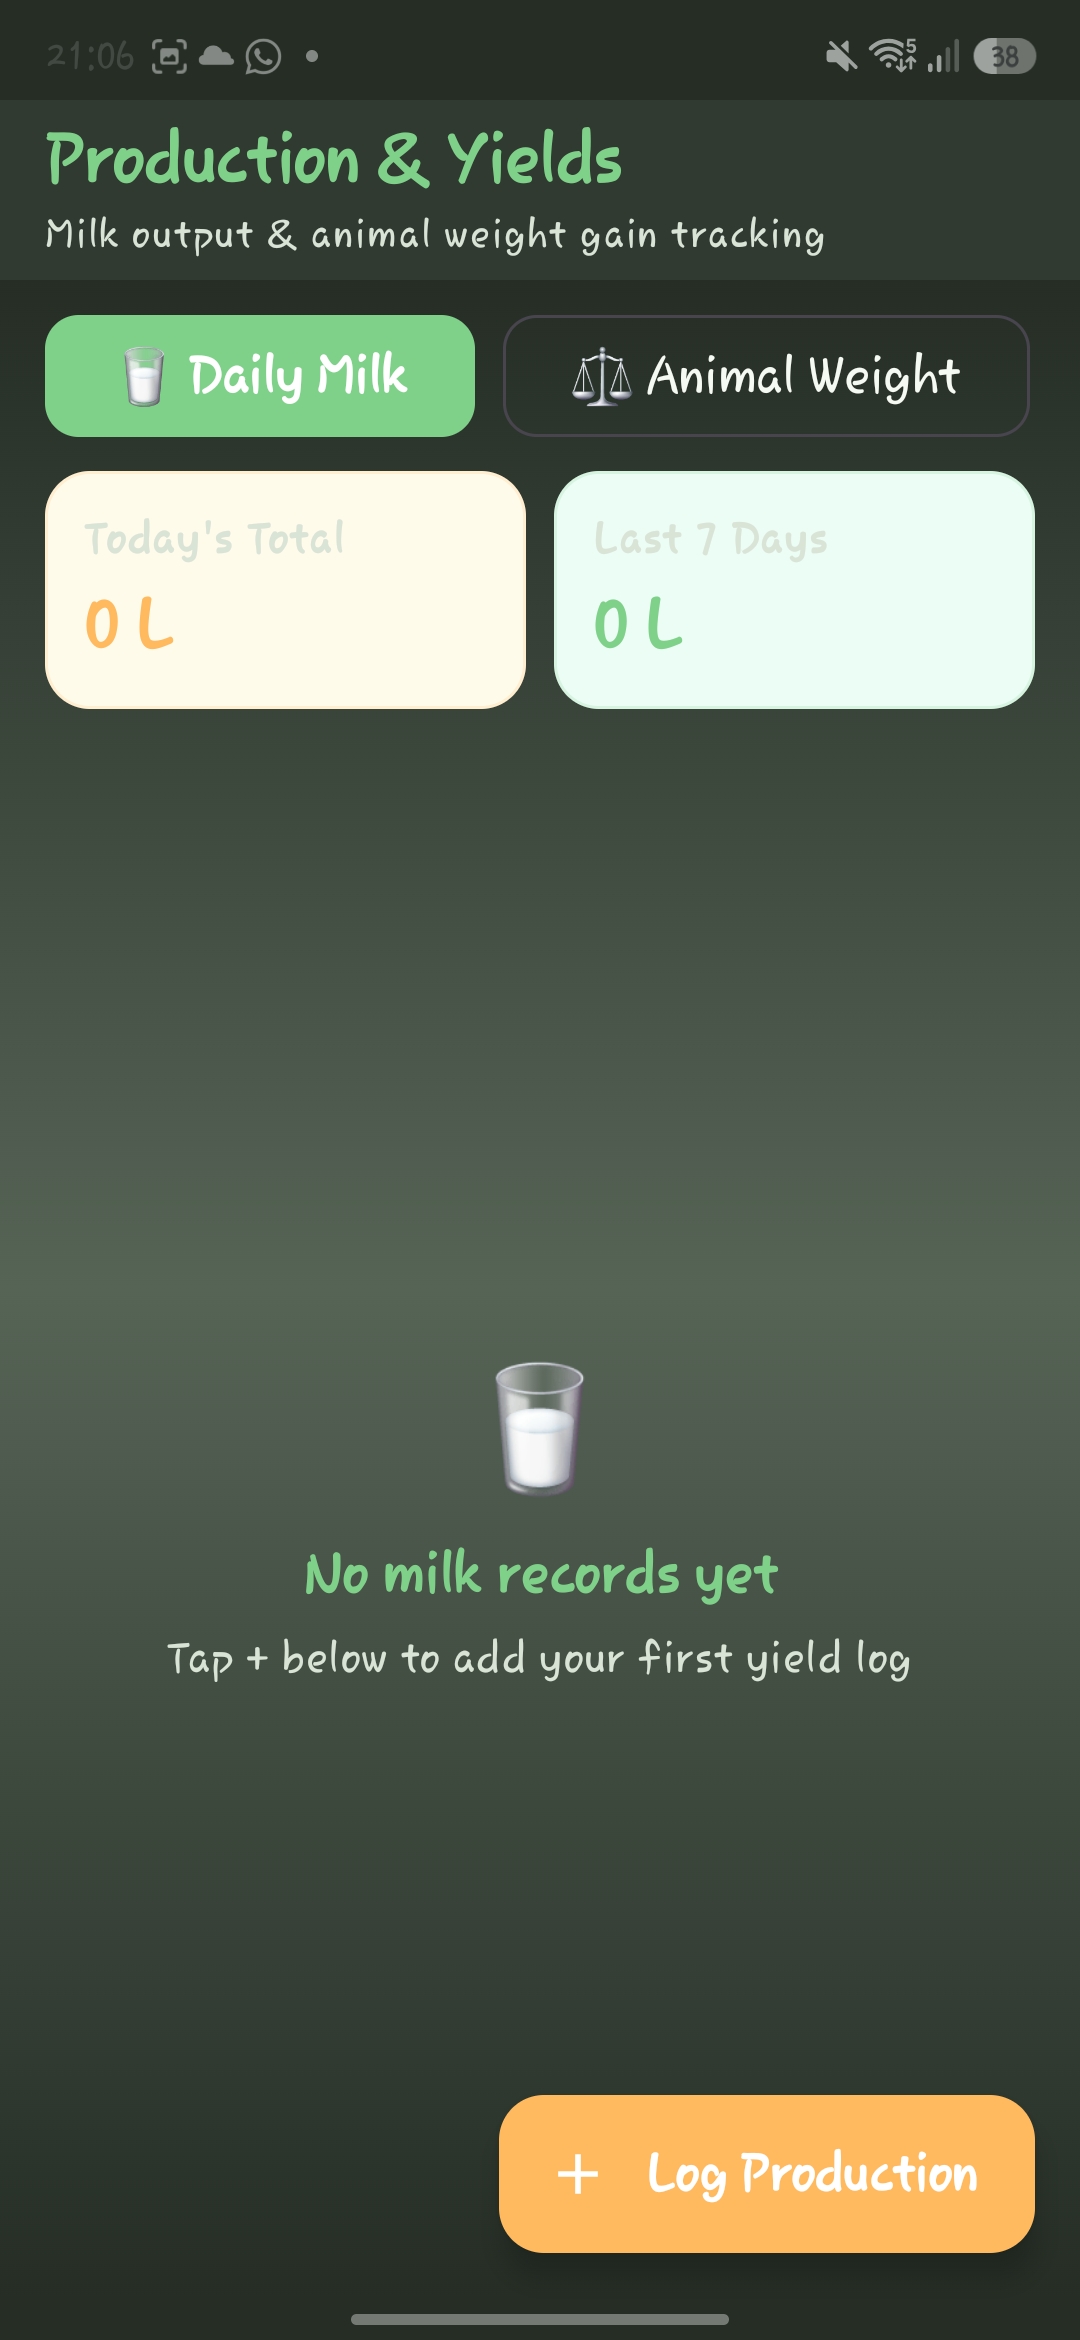 21:06
5
38
Production & Yields
Milk output & animal weight gain tracking
Daily Milk
Animal Weight
Today's Total
0 L
Last 7 Days
0 L
No milk records yet
Tap + below to add your first yield log
+ Log Production